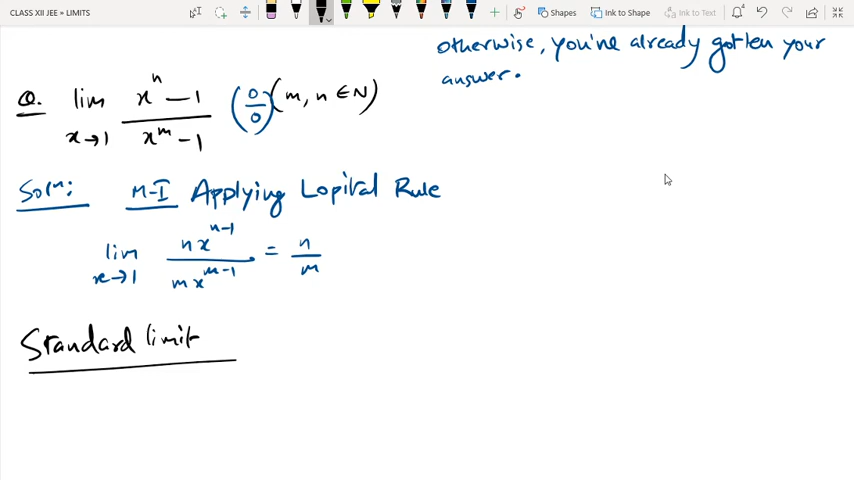 CLASS XII JEE » LIMITS
Shapes Ink to Shape Ink to Text
otherwise, you've already gotten your
answer.
Q. lim x→1 (x^n − 1)/(x^m − 1) (0/0) (m, n ∈ N)
Solⁿ: M-I Applying Lopital Rule
lim x→1 (nx^(n−1))/(mx^(m−1)) = n/m
Standard limit